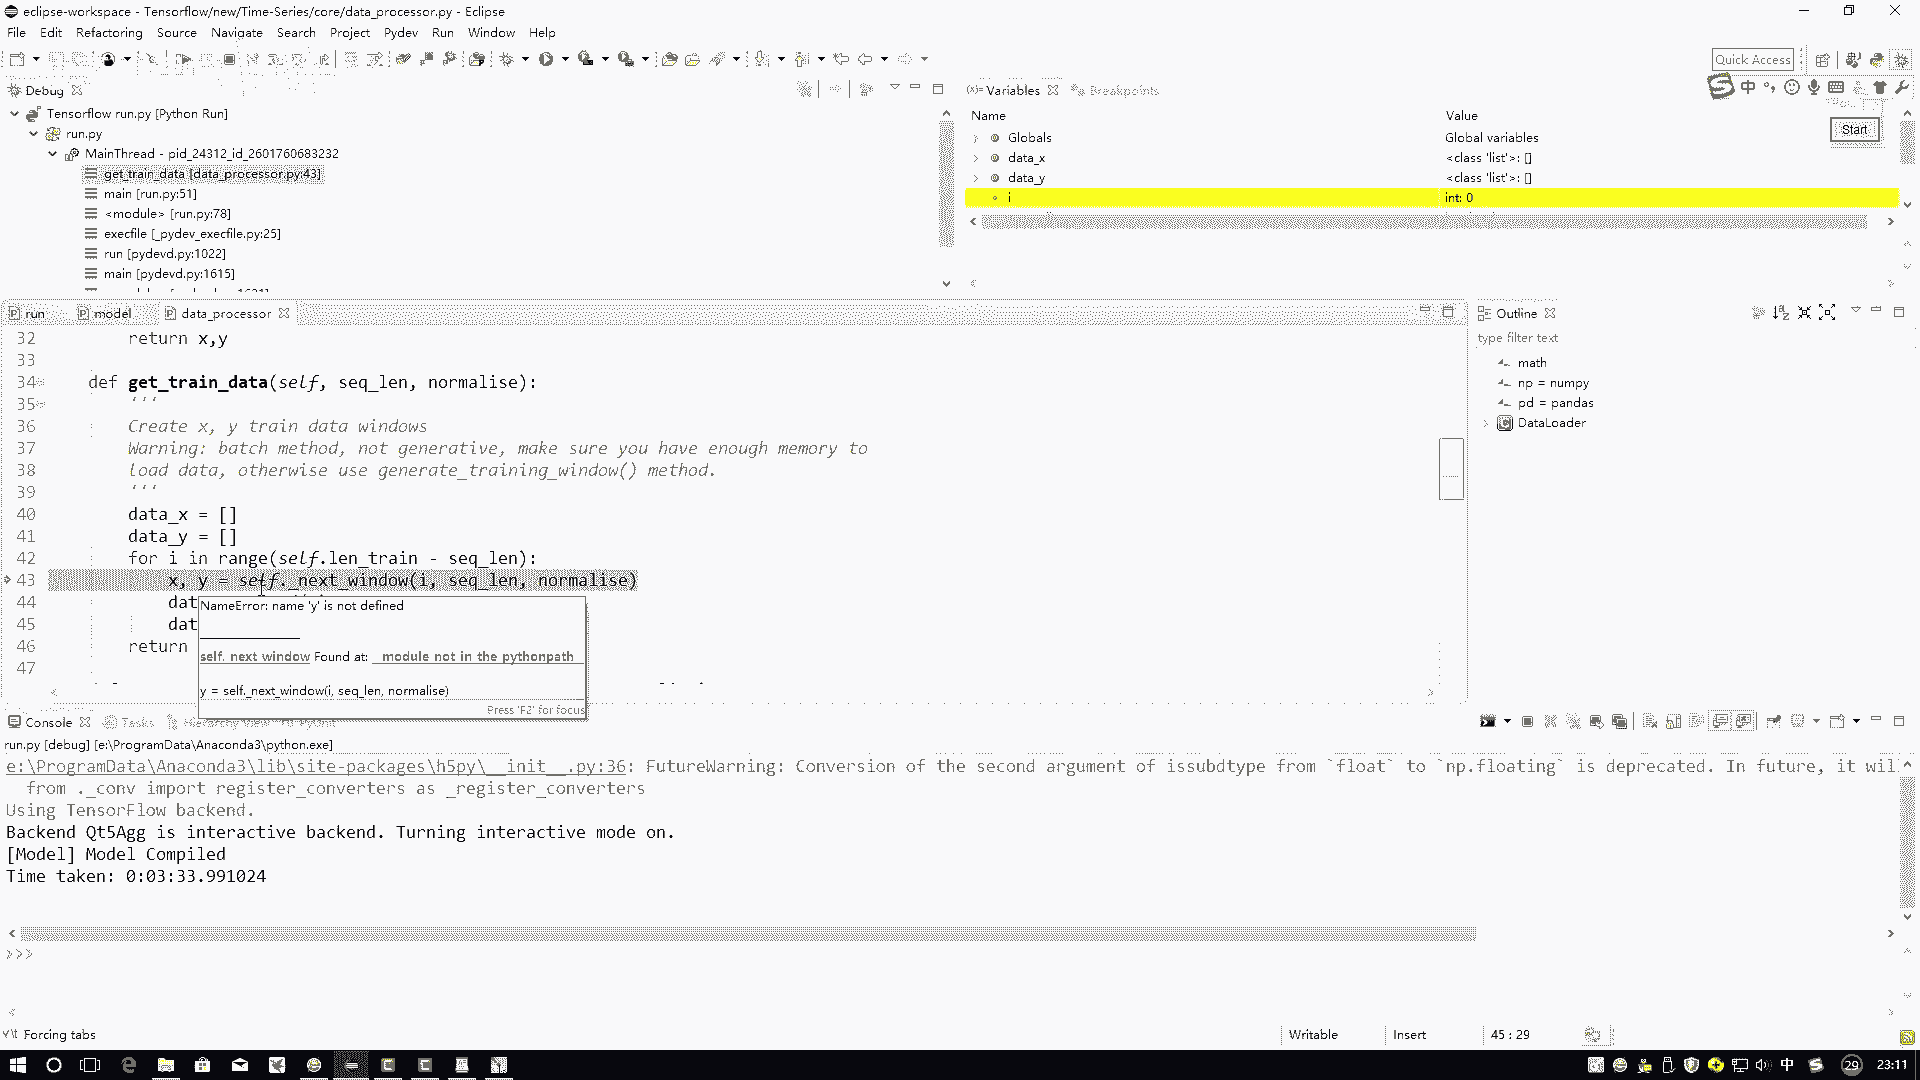 eclipse-workspace - Tensorflow/new/Time-Series/core/data_processor.py - Eclipse
File Edit Refactoring Source Navigate Search Project Pydev Run Window Help
Quick Access
Debug
Tensorflow run.py [Python Run]
run.py
MainThread - pid_24312_id_2601760683232
get_train_data [data_processor.py:43]
main [run.py:51]
<module> [run.py:78]
execfile [_pydev_execfile.py:25]
run [pydevd.py:1022]
main [pydevd.py:1615]
(x)= Variables Breakpoints
中
Name Value
Start
Globals Global variables
data_x <class 'list'>: []
data_y <class 'list'>: []
i int: 0
run model data_processor
32 return x,y
33
34 def get_train_data(self, seq_len, normalise):
35 '''
36 Create x, y train data windows
37 Warning: batch method, not generative, make sure you have enough memory to
38 load data, otherwise use generate_training_window() method.
39 '''
40 data_x = []
41 data_y = []
42 for i in range(self.len_train - seq_len):
43 x, y = self._next_window(i, seq_len, normalise)
44 dat
45 dat
46 return
47
NameError: name 'y' is not defined
self._next_window Found at: __module_not_in_the_pythonpath__
y = self._next_window(i, seq_len, normalise)
Press 'F2' for focus
Outline
type filter text
math
np = numpy
pd = pandas
DataLoader
Console Tasks Hierarchy View PyUnit
run.py [debug] [e:\ProgramData\Anaconda3\python.exe]
e:\ProgramData\Anaconda3\lib\site-packages\h5py\__init__.py:36: FutureWarning: Conversion of the second argument of issubdtype from `float` to `np.floating` is deprecated. In future, it wil
from ._conv import register_converters as _register_converters
Using TensorFlow backend.
Backend Qt5Agg is interactive backend. Turning interactive mode on.
[Model] Model Compiled
Time taken: 0:03:33.991024
>>>
Forcing tabs
Writable Insert 45 : 29
中 29 23:11